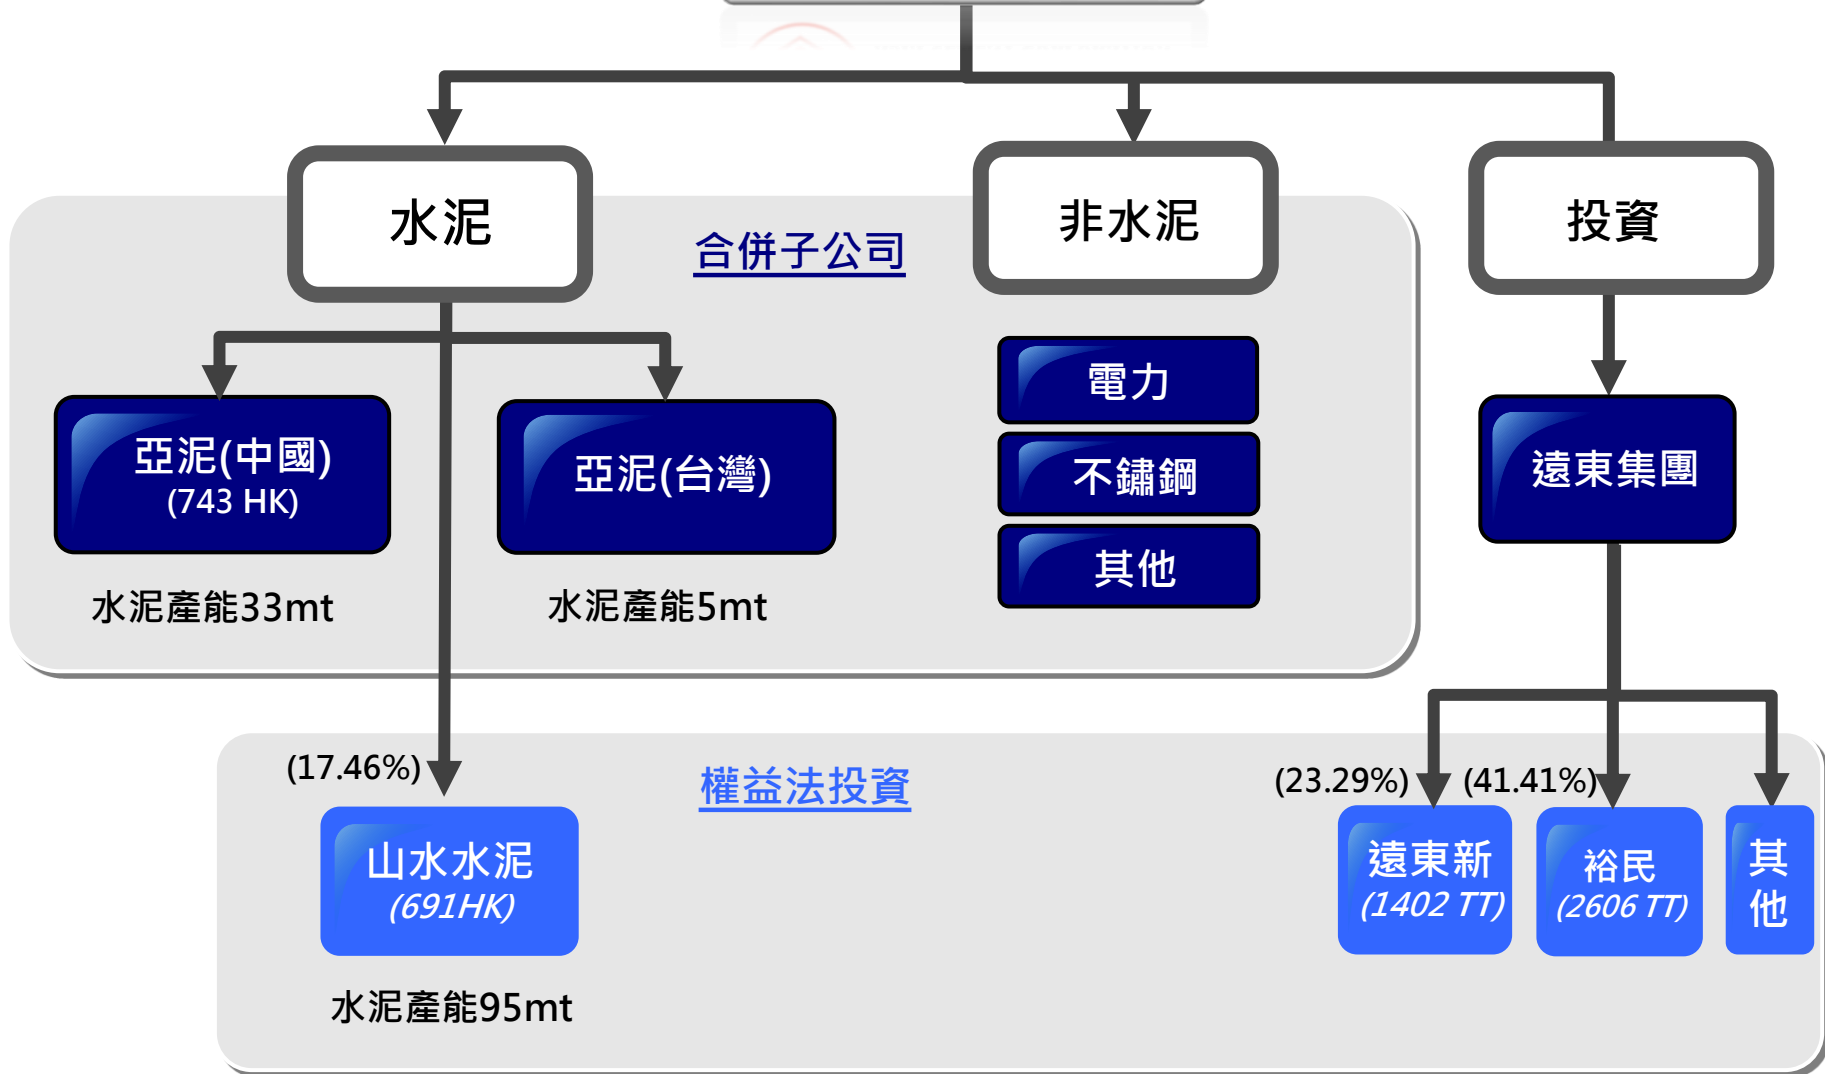 水泥
非水泥
投資
合併子公司
亞泥(中國)
(743 HK)
亞泥(台灣)
電力
不鏽鋼
其他
遠東集團
水泥產能33mt
水泥產能5mt
(17.46%)
權益法投資
(23.29%)
(41.41%)
山水水泥
(691HK)
遠東新
(1402 TT)
裕民
(2606 TT)
其
他
水泥產能95mt